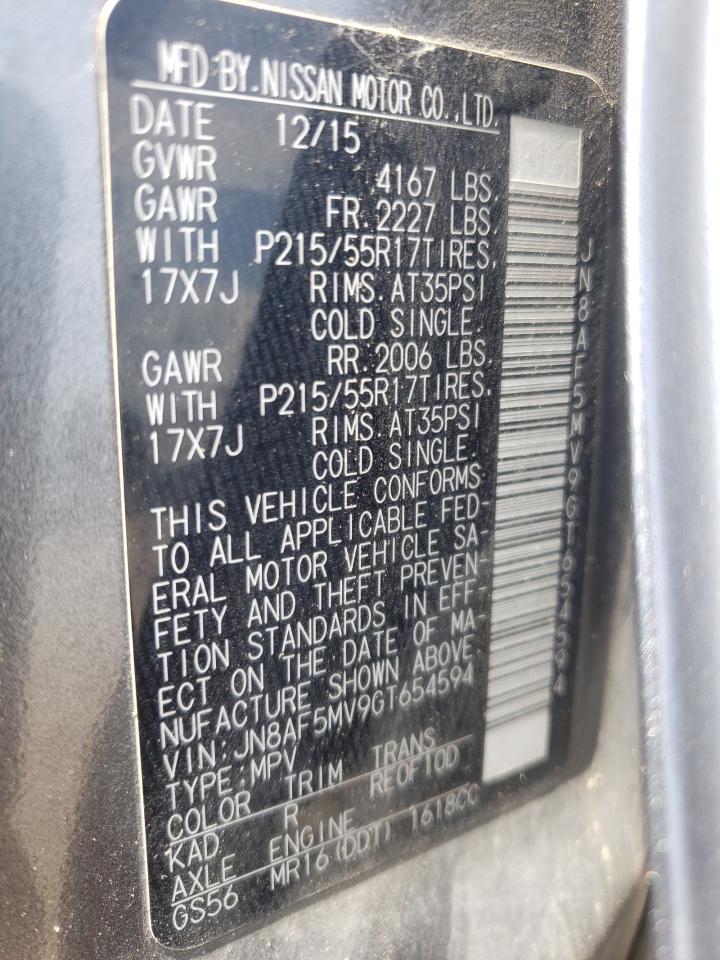 MFD BY NISSAN MOTOR CO.,LTD.
DATE 12/15
GVWR 4167 LBS.
GAWR FR. 2227 LBS.
WITH P215/55R17TIRES.
17X7J RIMS. AT35PSI
COLD SINGLE.
GAWR RR. 2006 LBS.
WITH P215/55R17TIRES.
17X7J RIMS. AT35PSI
COLD SINGLE.
THIS VEHICLE CONFORMS
TO ALL APPLICABLE FED-
ERAL MOTOR VEHICLE SA-
FETY AND THEFT PREVEN-
TION STANDARDS IN EFF-
ECT ON THE DATE OF MA-
NUFACTURE SHOWN ABOVE.
VIN: JN8AF5MV9GT654594
TYPE: MPV
COLOR TRIM TRANS
KAD R RE0F10D
AXLE ENGINE
GS56 MR16(DDT) 1618CC
JN8AF5MV9GT654594